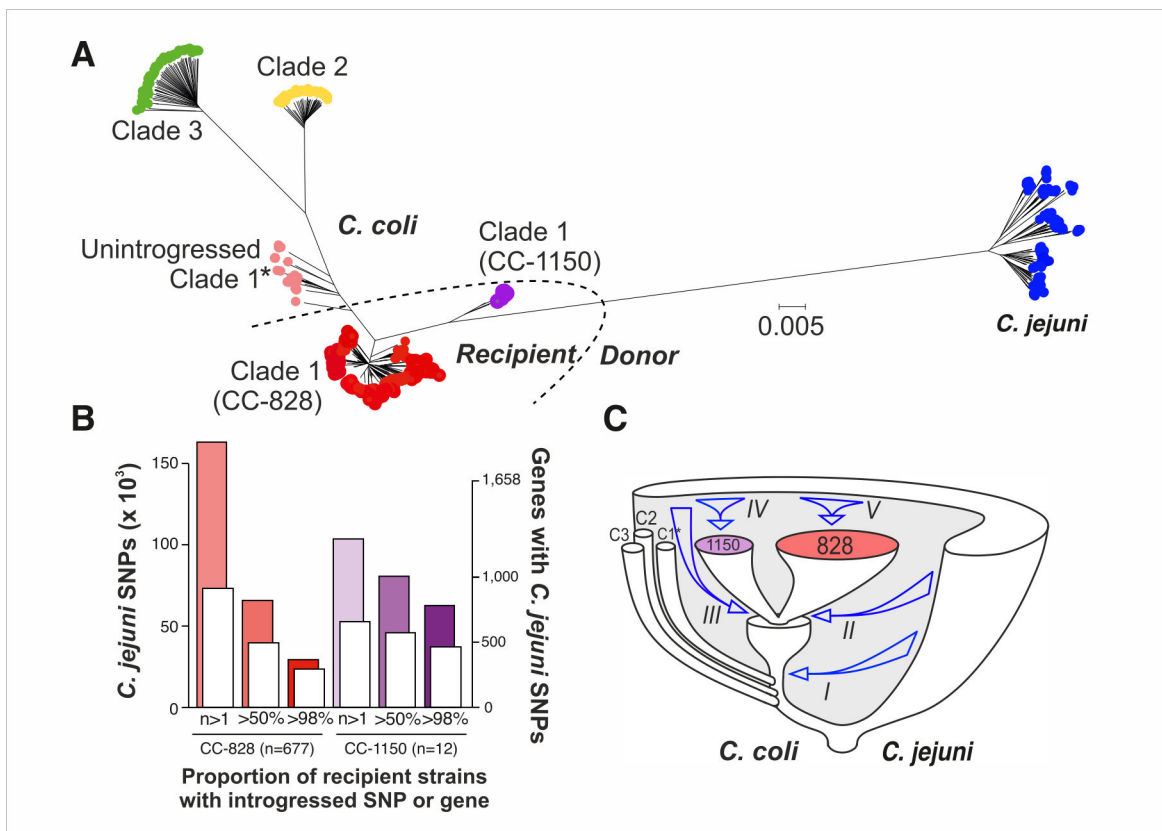 A
Clade 3
Clade 2
C. coli
Unintrogressed
Clade 1*
Clade 1
(CC-1150)
0.005
C. jejuni
Recipient
Donor
Clade 1
(CC-828)
B
C. jejuni SNPs (x 10³)
150
100
50
0
Genes with C. jejuni SNPs
1,658
1,000
500
0
n>1 >50% >98% n>1 >50% >98%
CC-828 (n=677) CC-1150 (n=12)
Proportion of recipient strains
with introgressed SNP or gene
C
IV
V
C2
C3
C1*
1150
828
III
II
I
C. coli
C. jejuni